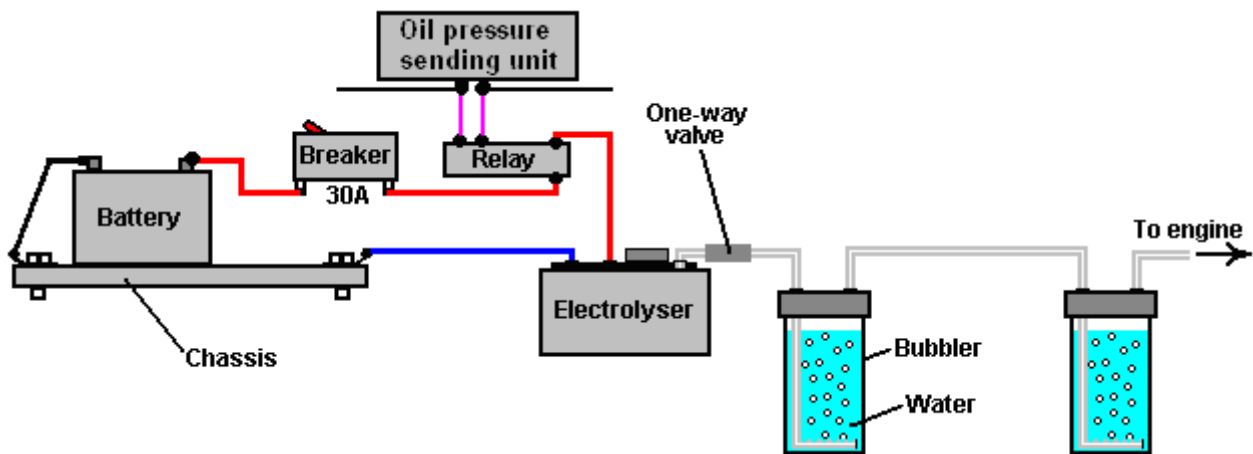 Oil pressure
sending unit
One-way
valve
Breaker
30A
Relay
Battery
To engine
Electrolyser
Chassis
Bubbler
Water